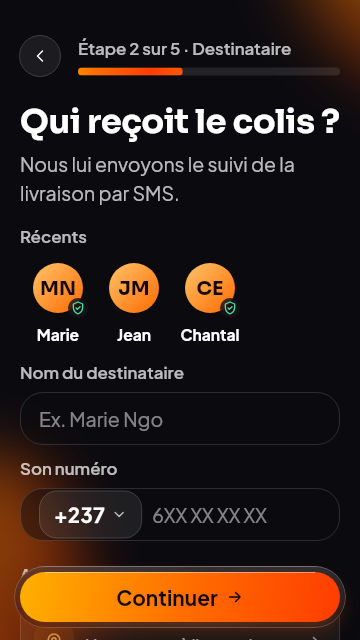 Étape 2 sur 5 · Destinataire
Qui reçoit le colis ?
Nous lui envoyons le suivi de la
livraison par SMS.
Récents
MN JM CE
Marie Jean Chantal
Nom du destinataire
Ex. Marie Ngo
Son numéro
+237 6XX XX XX XX
Continuer →